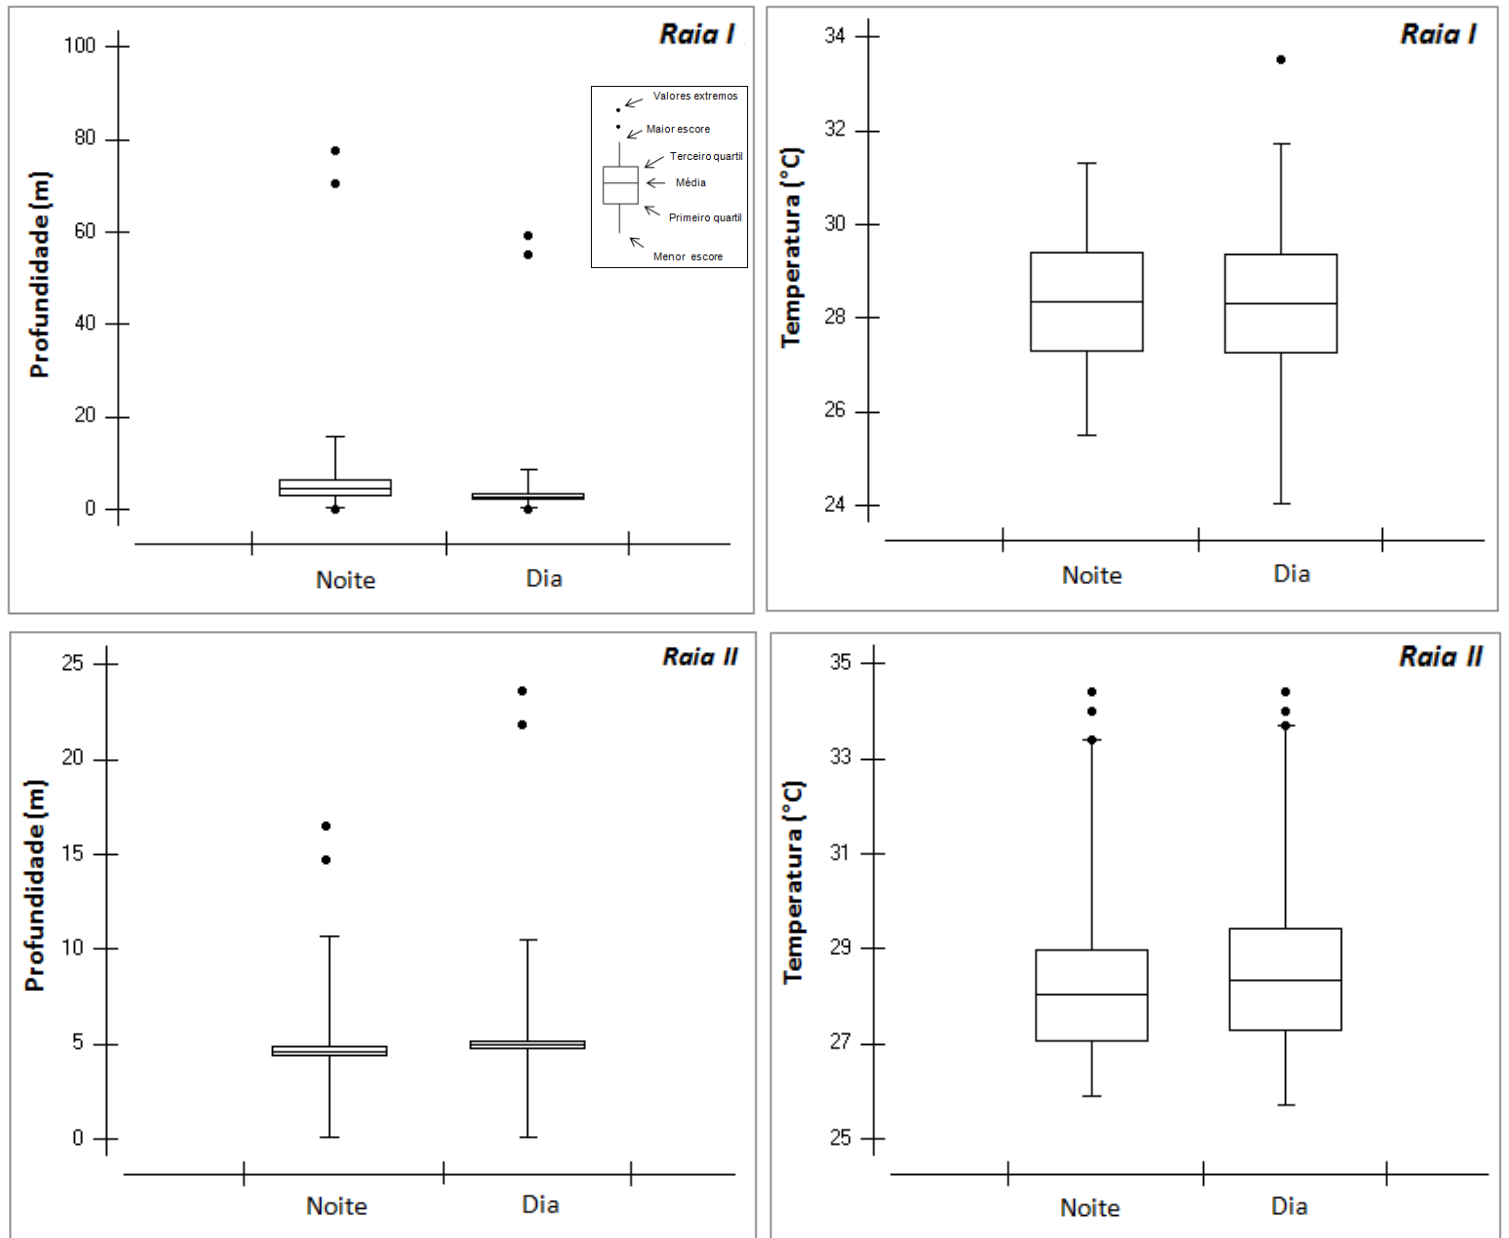 Raia I
100
80
60
40
20
0
Profundidade (m)
Valores extremos
Maior escore
Terceiro quartil
Média
Primeiro quartil
Menor escore
Noite
Dia
Raia I
34
32
30
28
26
24
Temperatura (°C)
Noite
Dia
Raia II
25
20
15
10
5
0
Profundidade (m)
Noite
Dia
Raia II
35
33
31
29
27
25
Temperatura (°C)
Noite
Dia